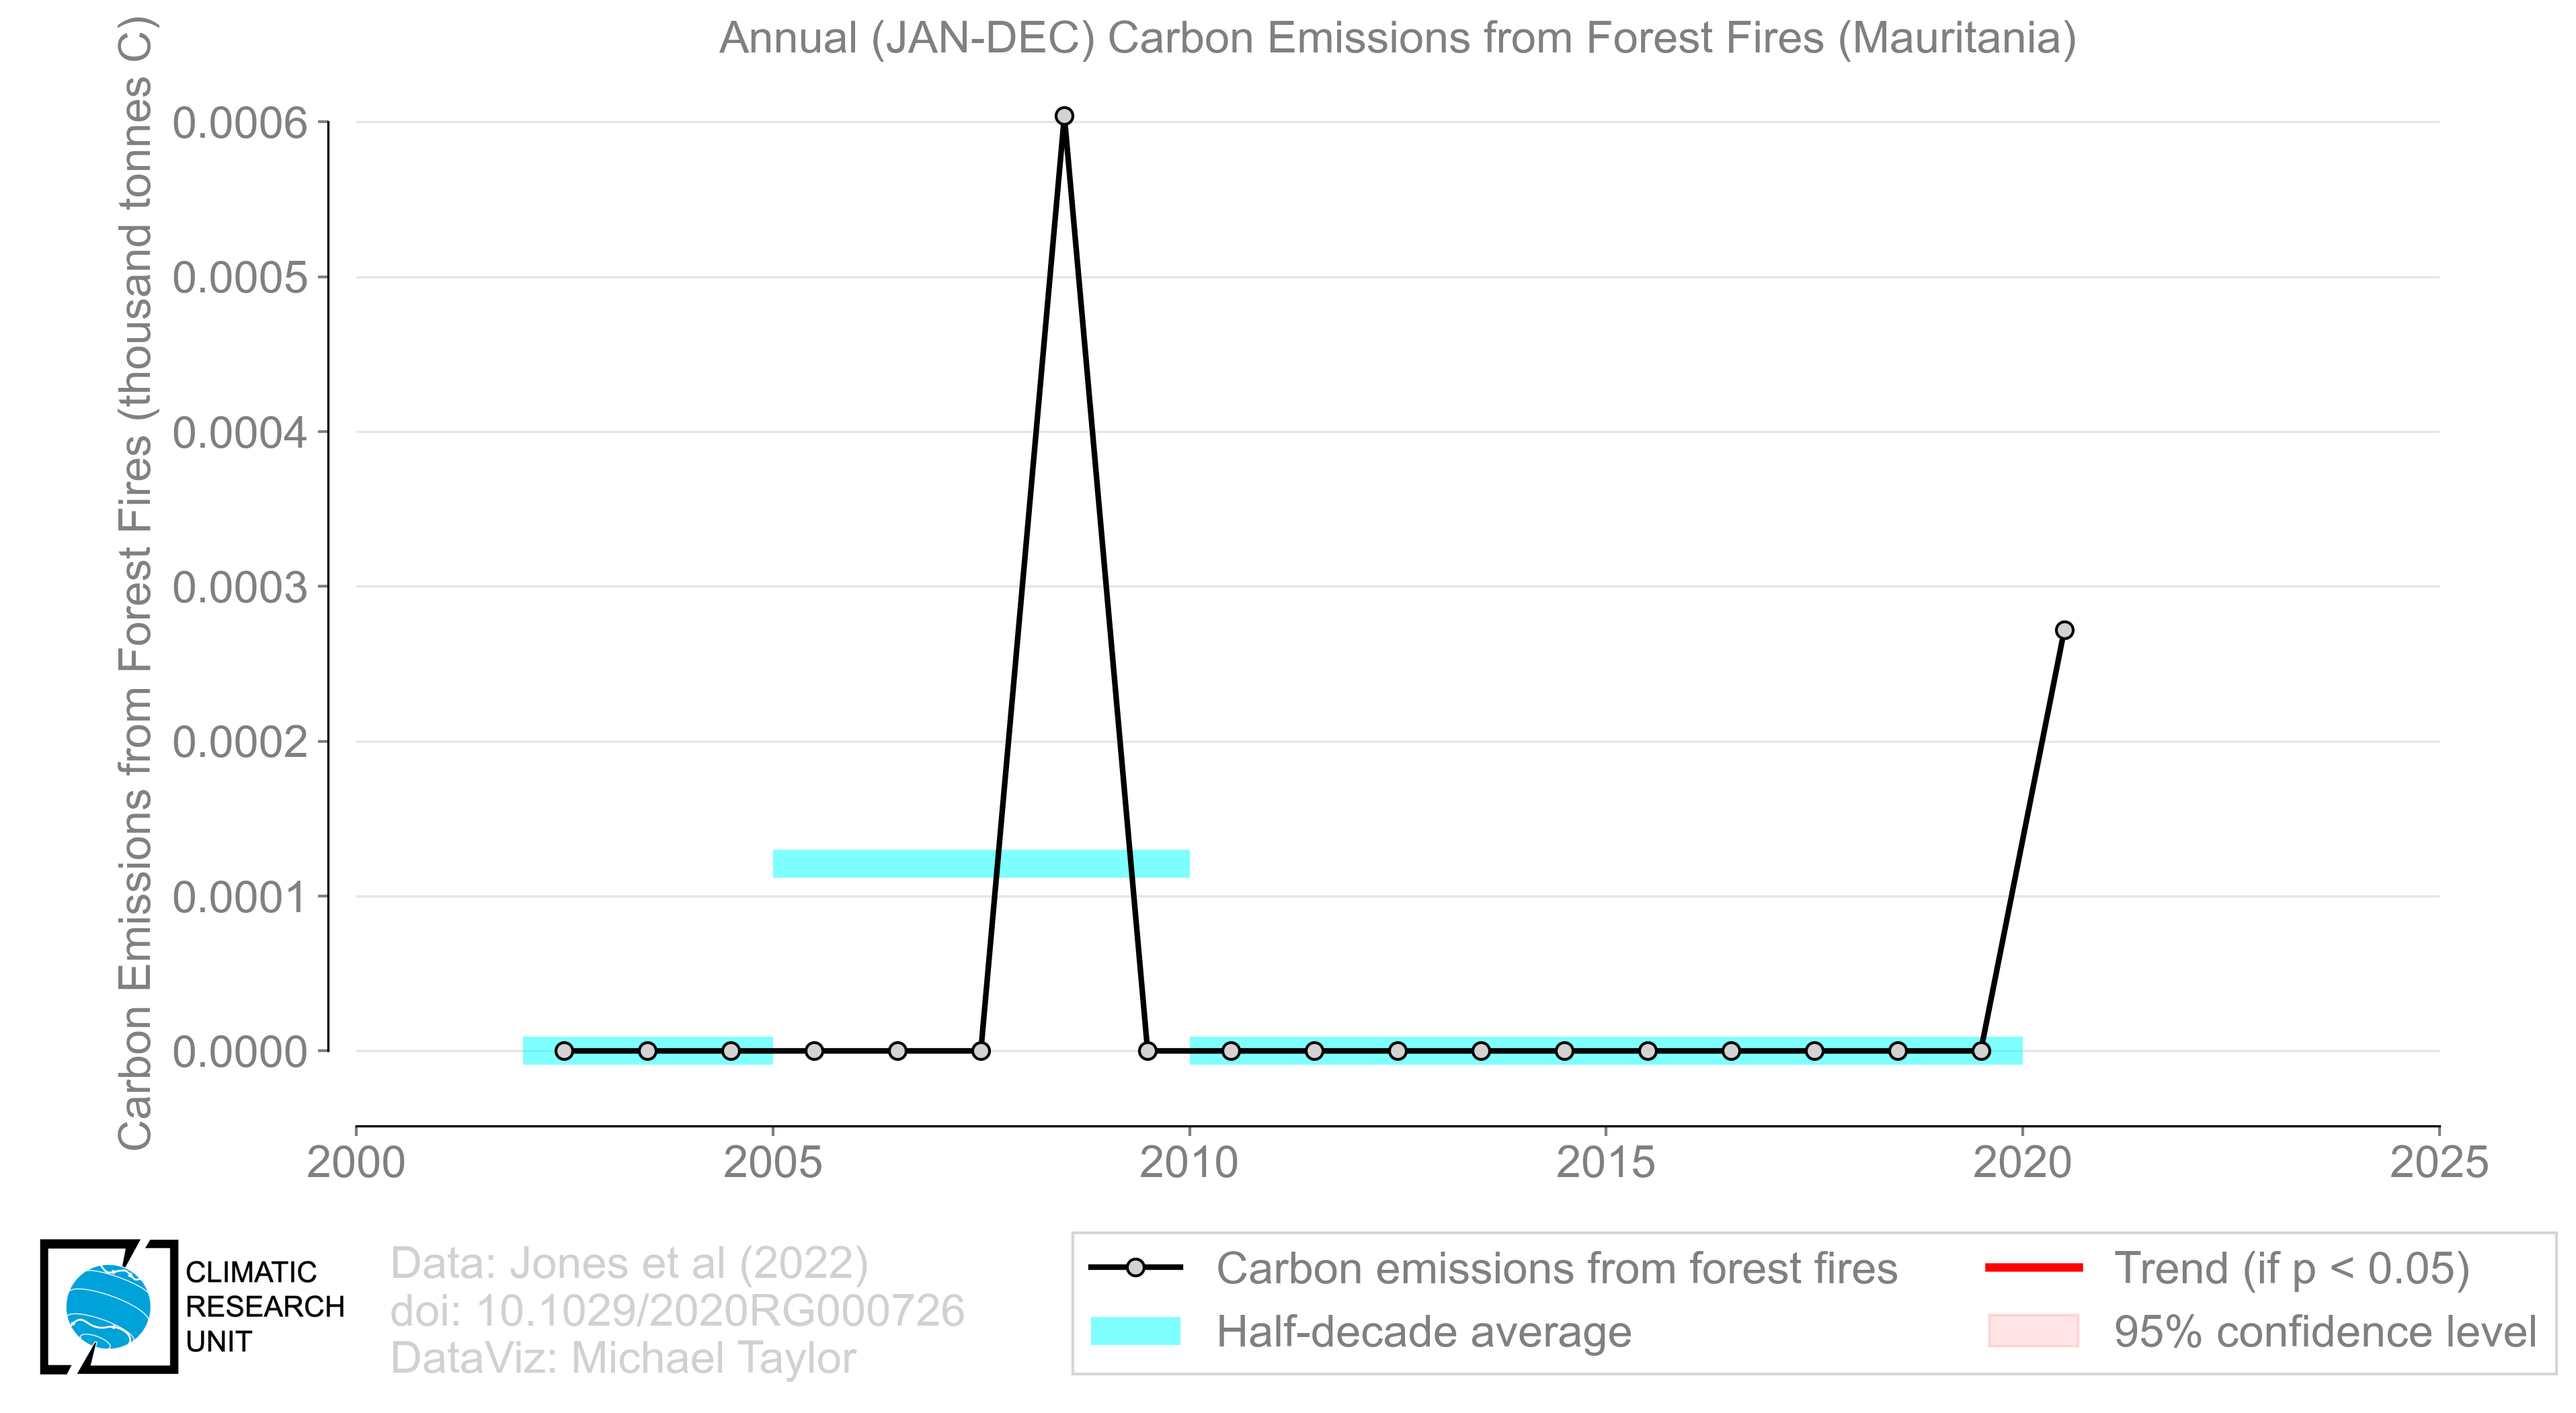 Annual (JAN-DEC) Carbon Emissions from Forest Fires (Mauritania)
Carbon Emissions from Forest Fires (thousand tonnes C)
0.0006
0.0005
0.0004
0.0003
0.0002
0.0001
0.0000
2000
2005
2010
2015
2020
2025
CLIMATIC
RESEARCH
UNIT
Data: Jones et al (2022)
doi: 10.1029/2020RG000726
DataViz: Michael Taylor
Carbon emissions from forest fires
Half-decade average
Trend (if p < 0.05)
95% confidence level